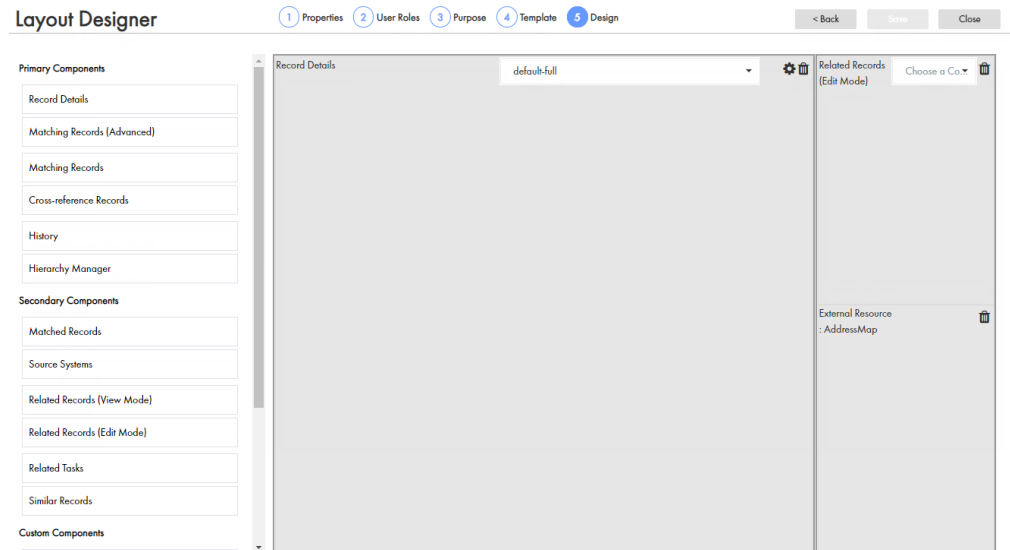 Layout Designer
1 Properties 2 User Roles 3 Purpose 4 Template 5 Design
< Back Save Close
Primary Components
Record Details
Matching Records (Advanced)
Matching Records
Cross-reference Records
History
Hierarchy Manager
Secondary Components
Matched Records
Source Systems
Related Records (View Mode)
Related Records (Edit Mode)
Related Tasks
Similar Records
Custom Components
Record Details
default-full
Related Records
(Edit Mode)
Choose a Co...
External Resource
: AddressMap